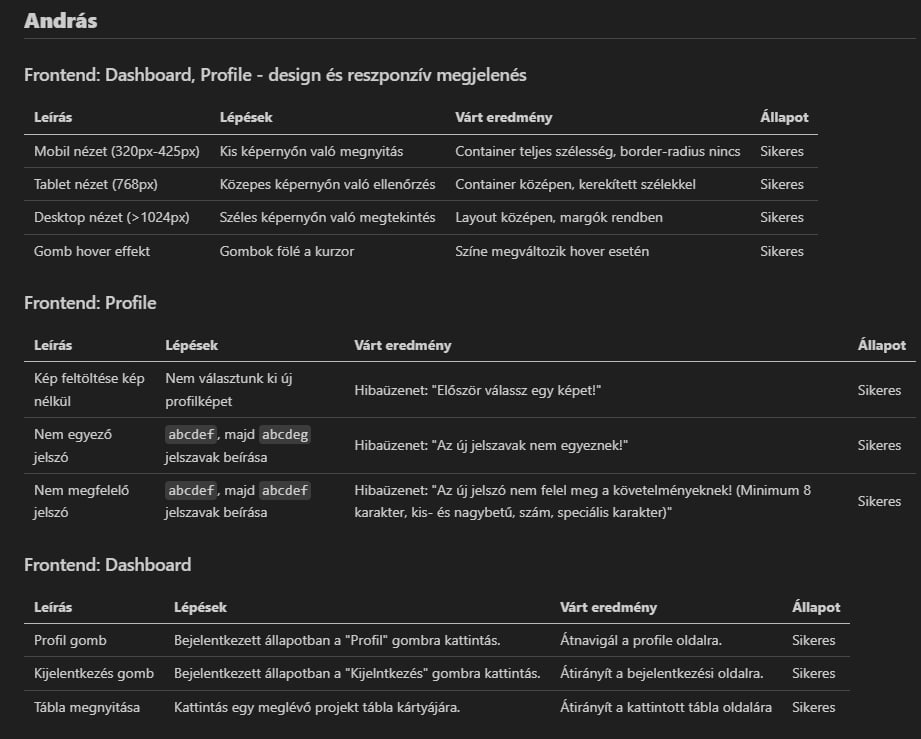 András
Frontend: Dashboard, Profile - design és reszponzív megjelenés
Leírás Lépések Várt eredmény Állapot
Mobil nézet (320px-425px) Kis képernyőn való megnyitás Container teljes szélesség, border-radius nincs Sikeres
Tablet nézet (768px) Közepes képernyőn való ellenőrzés Container középen, kerekített szélekkel Sikeres
Desktop nézet (>1024px) Széles képernyőn való megtekintés Layout középen, margók rendben Sikeres
Gomb hover effekt Gombok fölé a kurzor Színe megváltozik hover esetén Sikeres
Frontend: Profile
Leírás Lépések Várt eredmény Állapot
Kép feltöltése kép Nem választunk ki új
nélkül profilképet Hibaüzenet: "Először válassz egy képet!" Sikeres
Nem egyező abcdef, majd abcdeg
jelszó jelszavak beírása Hibaüzenet: "Az új jelszavak nem egyeznek!" Sikeres
Nem megfelelő abcdef, majd abcdef Hibaüzenet: "Az új jelszó nem felel meg a követelményeknek! (Minimum 8
jelszó jelszavak beírása karakter, kis- és nagybetű, szám, speciális karakter)" Sikeres
Frontend: Dashboard
Leírás Lépések Várt eredmény Állapot
Profil gomb Bejelentkezett állapotban a "Profil" gombra kattintás. Átnavigál a profile oldalra. Sikeres
Kijelentkezés gomb Bejelentkezett állapotban a "Kijelntkezés" gombra kattintás. Átirányít a bejelentkezési oldalra. Sikeres
Tábla megnyitása Kattintás egy meglévő projekt tábla kártyájára. Átirányít a kattintott tábla oldalára Sikeres